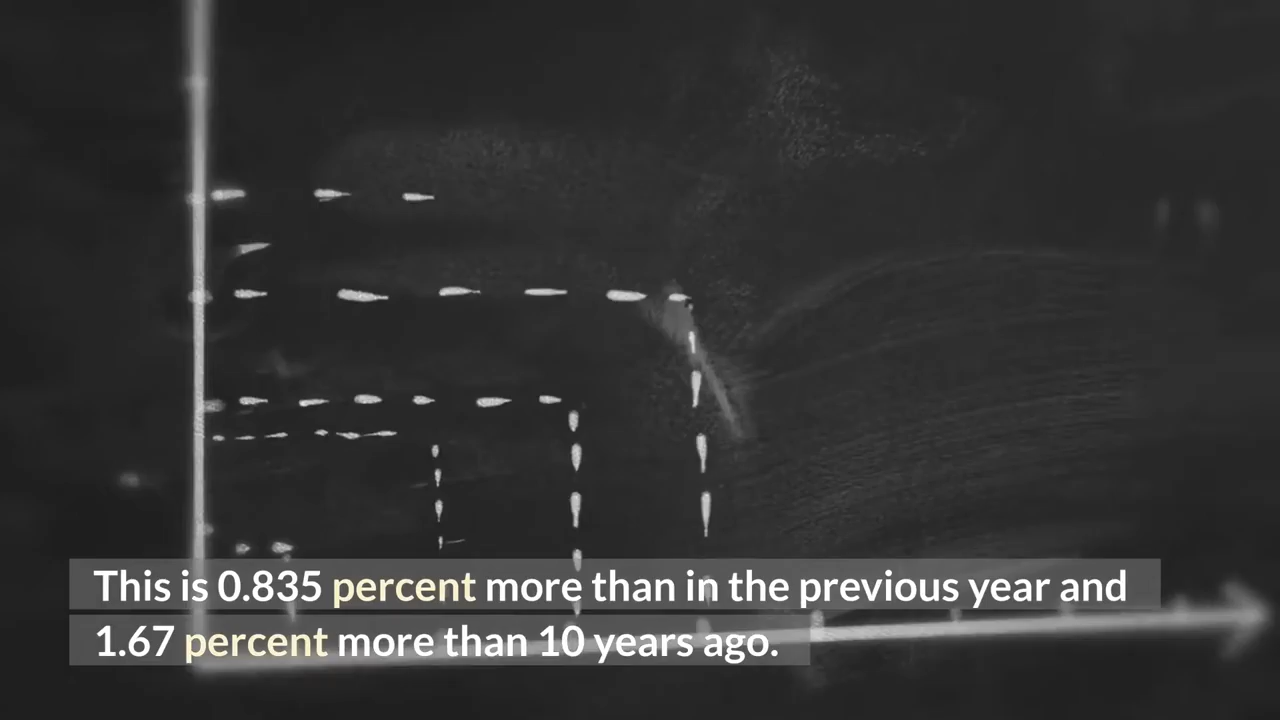 This is 0.835 percent more than in the previous year and
1.67 percent more than 10 years ago.